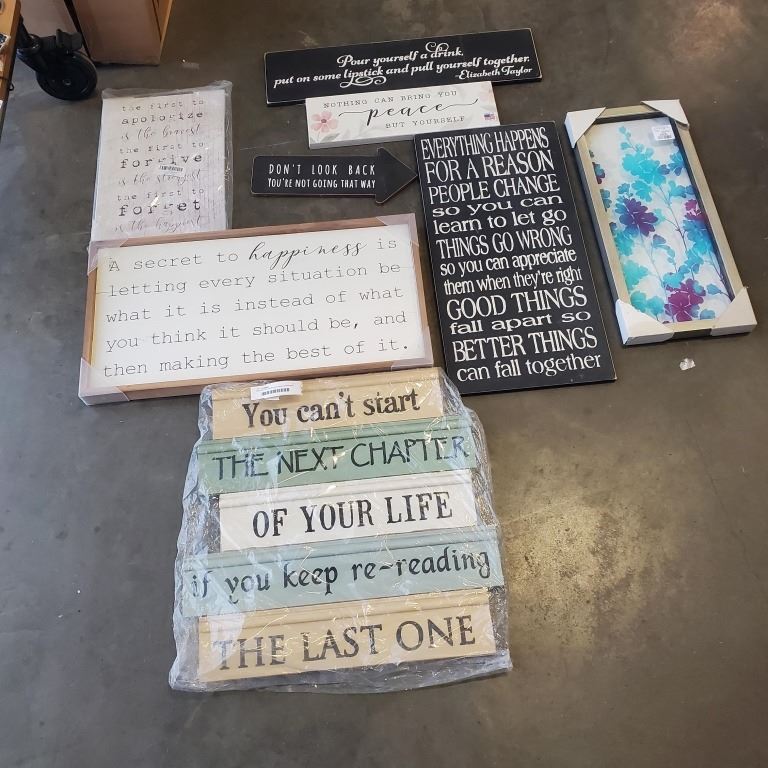 Pour yourself a drink,
put on some lipstick and pull yourself together.
-Elizabeth Taylor
NOTHING CAN BRING YOU
peace
BUT YOURSELF
the first to
apologize
is the bravest
the first to
forgive
is the strongest
the first to
forget
is the happiest
DON'T LOOK BACK
YOU'RE NOT GOING THAT WAY
EVERYTHING HAPPENS
FOR A REASON
PEOPLE CHANGE
so you can
learn to let go
THINGS GO WRONG
so you can appreciate
them when they're right
GOOD THINGS
fall apart so
BETTER THINGS
can fall together
A secret to happiness is
letting every situation be
what it is instead of what
you think it should be, and
then making the best of it.
You can't start
THE NEXT CHAPTER
OF YOUR LIFE
if you keep re-reading
THE LAST ONE